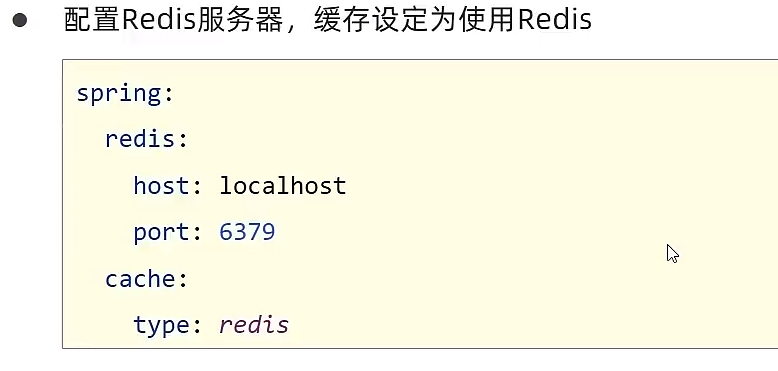 配置Redis服务器，缓存设定为使用Redis
spring:
  redis:
    host: localhost
    port: 6379
  cache:
    type: redis